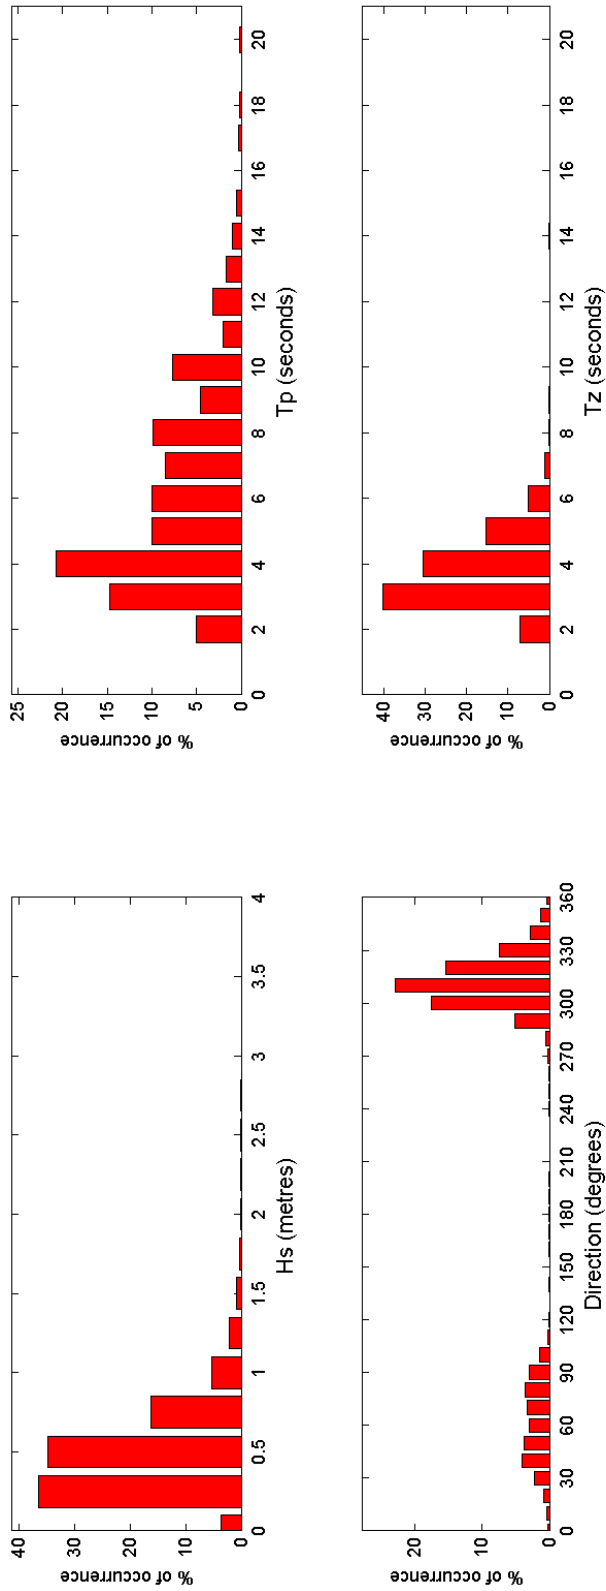 % of occurrence
40
30
20
10
0
0 0.5 1 1.5 2 2.5 3 3.5 4
Hs (metres)
% of occurrence
25
20
15
10
5
0
0 2 4 6 8 10 12 14 16 18 20
Tp (seconds)
% of occurrence
20
10
0
0 30 60 90 120 150 180 210 240 270 300 330 360
Direction (degrees)
% of occurrence
40
30
20
10
0
0 2 4 6 8 10 12 14 16 18 20
Tz (seconds)